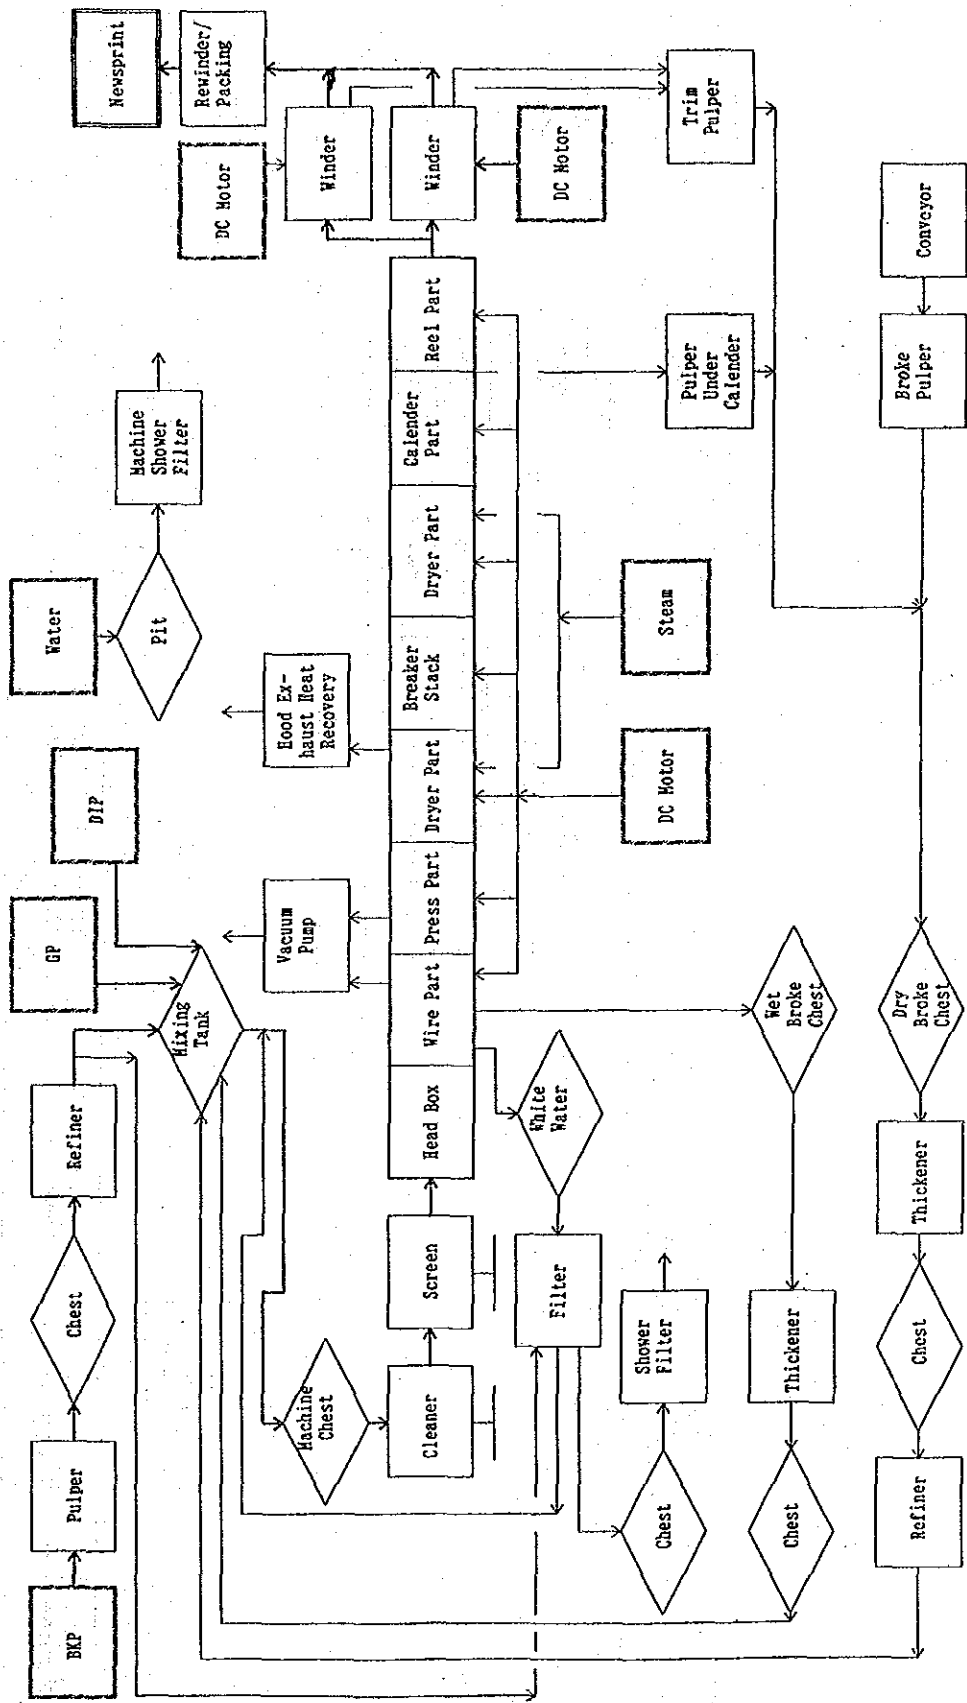 BKP
Pulper
Chest
Refiner
GP
DIP
Water
Newsprint
Mixing
Tank
Pit
Machine
Shower
Filter
Rewinder/
Packing
DC Motor
Vacuum
Pump
Hood Ex-
haust Heat
Recovery
Winder
Machine
Chest
Cleaner
Screen
Head Box
Wire Part
Press Part
Dryer Part
Breaker
Stack
Dryer Part
Calender
Part
Reel Part
Winder
White
Water
Filter
DC Motor
Chest
Shower
Filter
DC Motor
Steam
Pulper
Under
Calender
Trim
Pulper
Chest
Thickener
Wet
Broke
Chest
Refiner
Chest
Thickener
Dry
Broke
Chest
Broke
Pulper
Conveyor